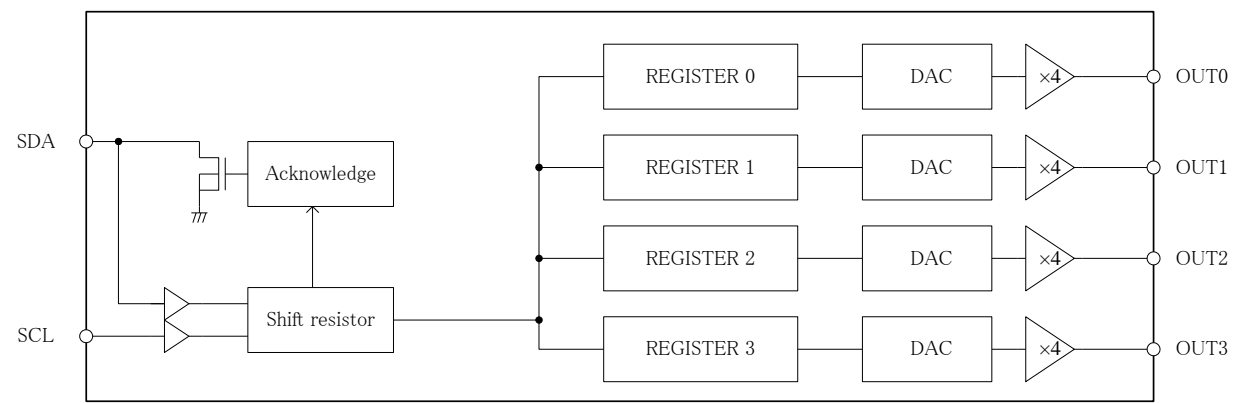 REGISTER 0 DAC ×4 OUT0
SDA
Acknowledge
REGISTER 1 DAC ×4 OUT1
REGISTER 2 DAC ×4 OUT2
Shift resistor
SCL
REGISTER 3 DAC ×4 OUT3